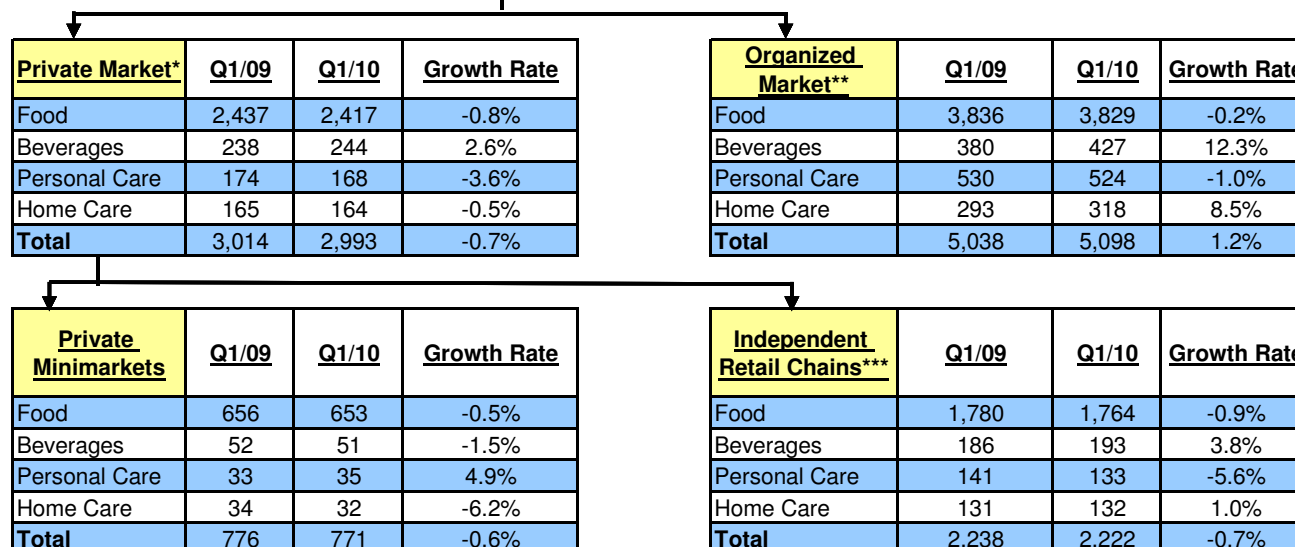 Private Market* Q1/09 Q1/10 Growth Rate
Food 2,437 2,417 -0.8%
Beverages 238 244 2.6%
Personal Care 174 168 -3.6%
Home Care 165 164 -0.5%
Total 3,014 2,993 -0.7%
Organized
Market** Q1/09 Q1/10 Growth Rate
Food 3,836 3,829 -0.2%
Beverages 380 427 12.3%
Personal Care 530 524 -1.0%
Home Care 293 318 8.5%
Total 5,038 5,098 1.2%
Private
Minimarkets Q1/09 Q1/10 Growth Rate
Food 656 653 -0.5%
Beverages 52 51 -1.5%
Personal Care 33 35 4.9%
Home Care 34 32 -6.2%
Total 776 771 -0.6%
Independent
Retail Chains*** Q1/09 Q1/10 Growth Rate
Food 1,780 1,764 -0.9%
Beverages 186 193 3.8%
Personal Care 141 133 -5.6%
Home Care 131 132 1.0%
Total 2,238 2,222 -0.7%